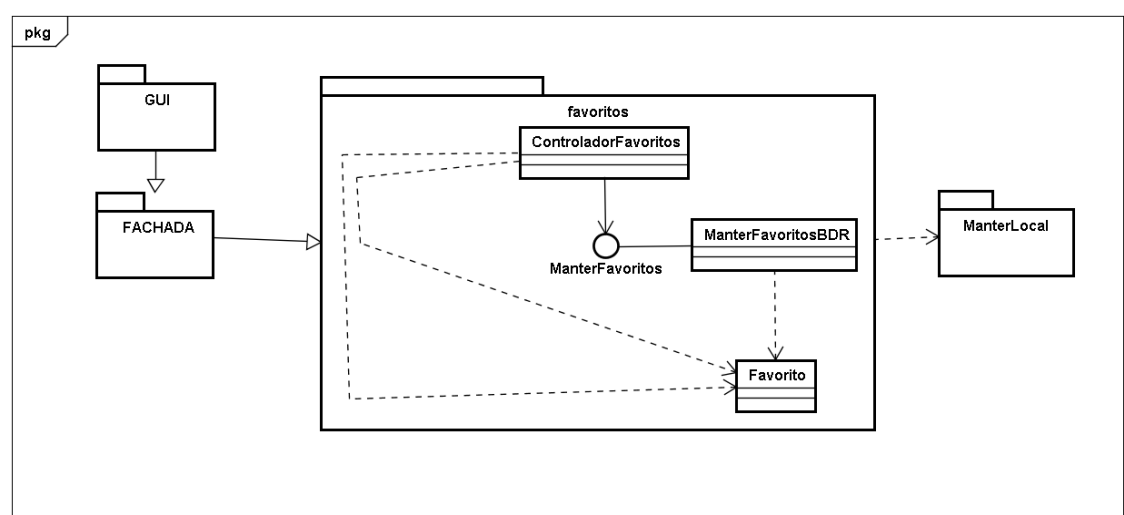 pkg
GUI
favoritos
ControladorFavoritos
FACHADA
ManterFavoritosBDR
ManterLocal
ManterFavoritos
Favorito